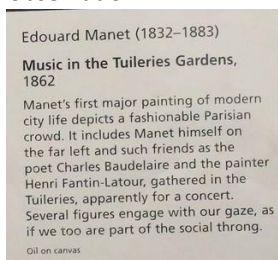 Edouard Manet (1832–1883)
Music in the Tuileries Gardens,
1862
Manet's first major painting of modern
city life depicts a fashionable Parisian
crowd. It includes Manet himself on
the far left and such friends as the
poet Charles Baudelaire and the painter
Henri Fantin-Latour, gathered in the
Tuileries, apparently for a concert.
Several figures engage with our gaze, as
if we too are part of the social throng.
Oil on canvas